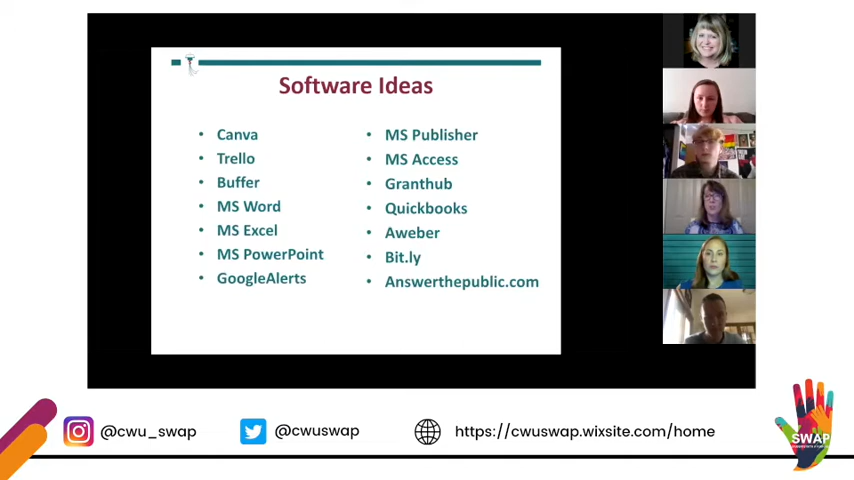 Software Ideas
• Canva
• Trello
• Buffer
• MS Word
• MS Excel
• MS PowerPoint
• GoogleAlerts
• MS Publisher
• MS Access
• Granthub
• Quickbooks
• Aweber
• Bit.ly
• Answerthepublic.com
@cwu_swap
@cwuswap
https://cwuswap.wixsite.com/home
SWAP